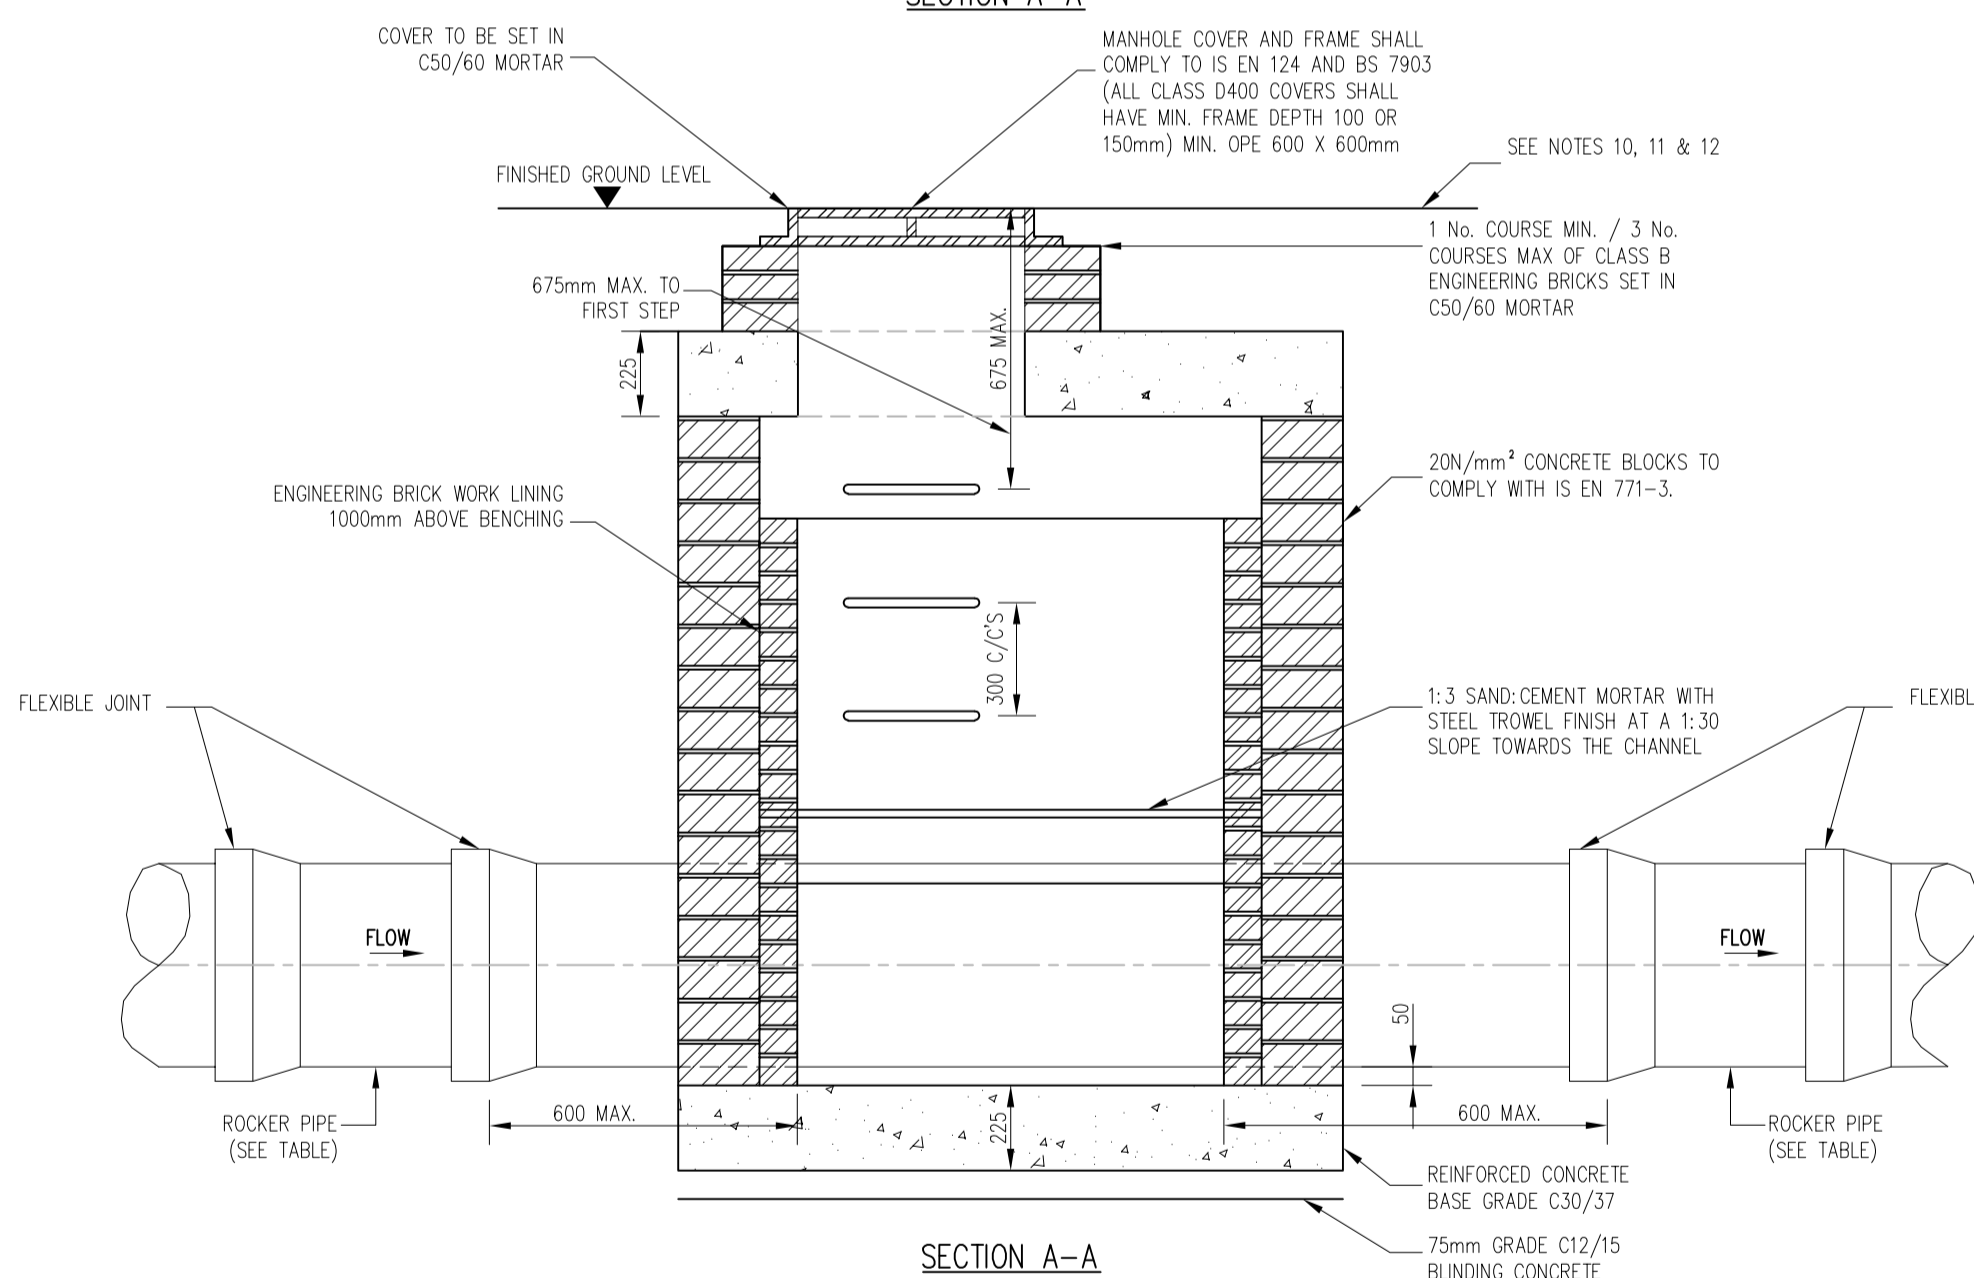 SECTION A-A
COVER TO BE SET IN
C50/60 MORTAR
MANHOLE COVER AND FRAME SHALL
COMPLY TO IS EN 124 AND BS 7903
(ALL CLASS D400 COVERS SHALL
HAVE MIN. FRAME DEPTH 100 OR
150mm) MIN. OPE 600 X 600mm
SEE NOTES 10, 11 & 12
FINISHED GROUND LEVEL
1 No. COURSE MIN. / 3 No.
COURSES MAX OF CLASS B
ENGINEERING BRICKS SET IN
C50/60 MORTAR
675mm MAX. TO
FIRST STEP
675 MAX.
225
20N/mm² CONCRETE BLOCKS TO
COMPLY WITH IS EN 771-3.
ENGINEERING BRICK WORK LINING
1000mm ABOVE BENCHING
300 C/C'S
FLEXIBLE JOINT
1:3 SAND:CEMENT MORTAR WITH
STEEL TROWEL FINISH AT A 1:30
SLOPE TOWARDS THE CHANNEL
FLEXIBL
FLOW
FLOW
50
600 MAX.
225
600 MAX.
ROCKER PIPE
(SEE TABLE)
ROCKER PIPE
(SEE TABLE)
REINFORCED CONCRETE
BASE GRADE C30/37
75mm GRADE C12/15
BLINDING CONCRETE
SECTION A-A